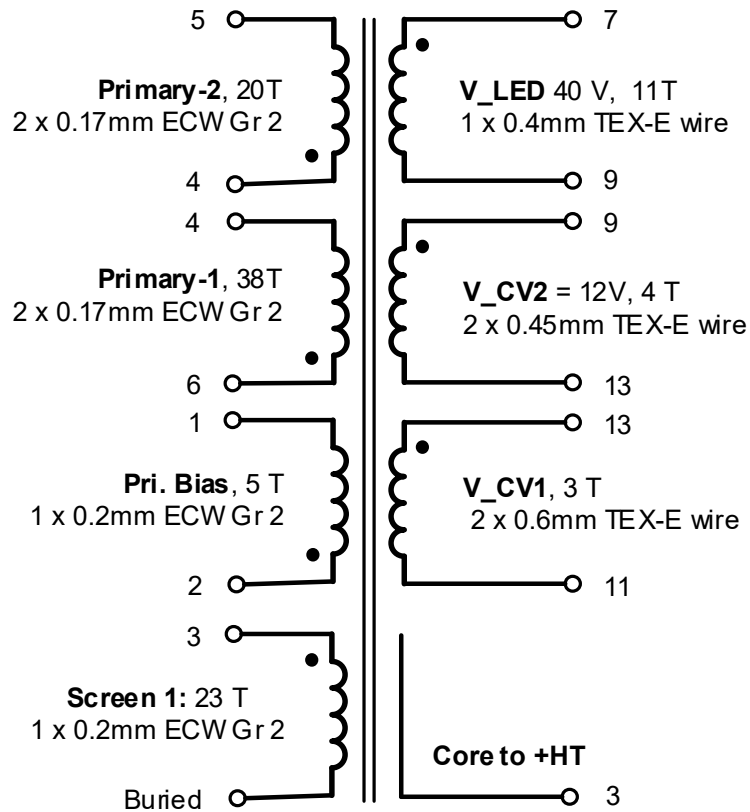 5
7
Primary-2, 20T
V_LED 40 V, 11T
2 x 0.17mm ECW Gr 2
1 x 0.4mm TEX-E wire
4
9
4
9
Primary-1, 38T
V_CV2 = 12V, 4 T
2 x 0.17mm ECW Gr 2
2 x 0.45mm TEX-E wire
6
13
1
13
Pri. Bias, 5 T
V_CV1, 3 T
1 x 0.2mm ECW Gr 2
2 x 0.6mm TEX-E wire
2
11
3
Screen 1: 23 T
1 x 0.2mm ECW Gr 2
Core to +HT
Buried
3